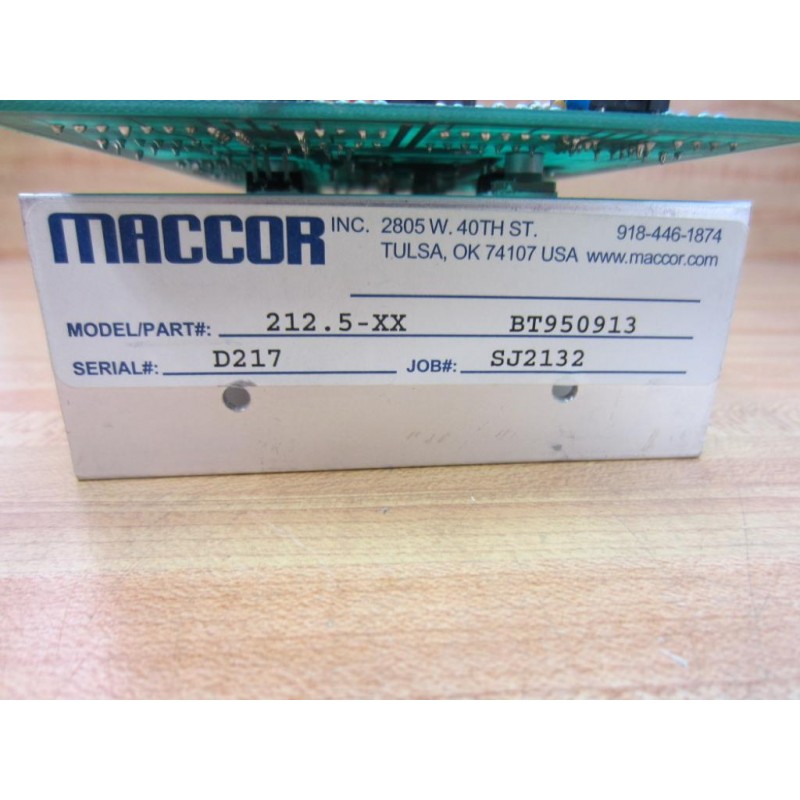 MACCOR INC. 2805 W. 40TH ST. 918-446-1874
TULSA, OK 74107 USA www.maccor.com
MODEL/PART#: 212.5-XX BT950913
SERIAL#: D217 JOB#: SJ2132